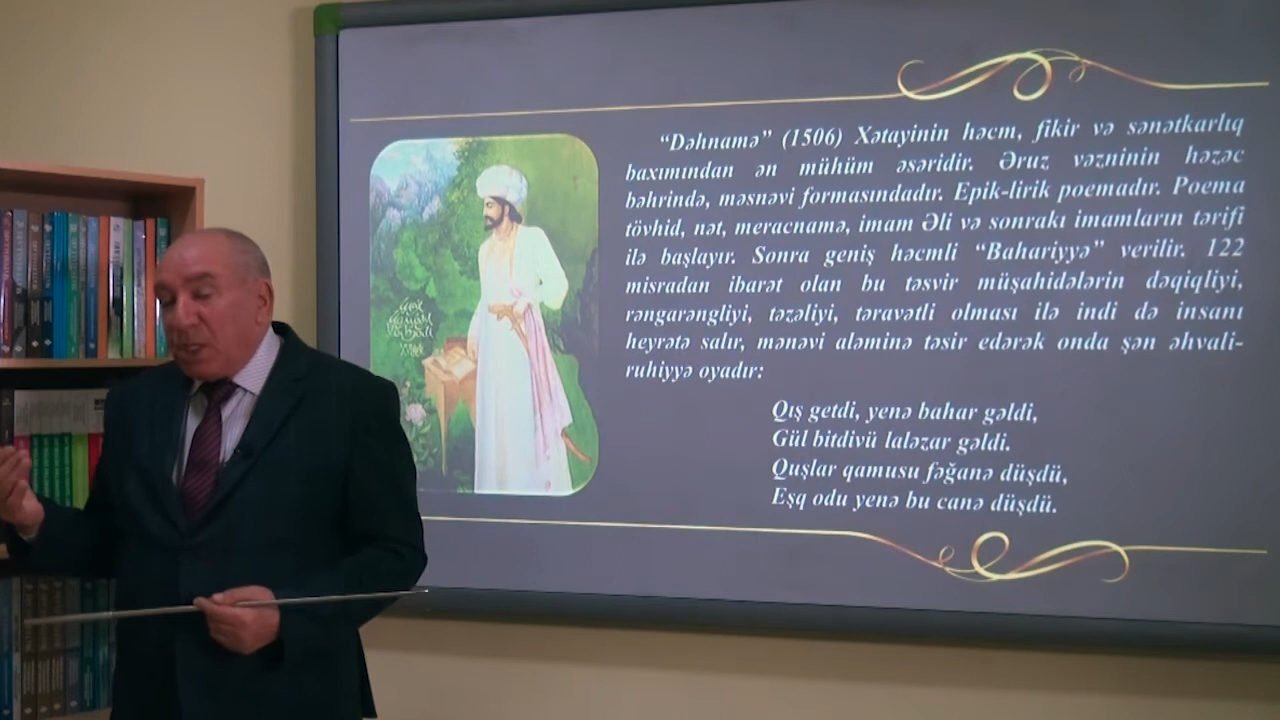 “Dəhnamə” (1506) Xətayinin həcm, fikir və sənətkarlıq
baxımından ən mühüm əsəridir. Əruz vəzninin həzəc
bəhrində, məsnəvi formasındadır. Epik-lirik poemadır. Poema
tövhid, nət, meracnamə, imam Əli və sonrakı imamların tərifi
ilə başlayır. Sonra geniş həcmli “Bahariyyə” verilir. 122
misradan ibarət olan bu təsvir müşahidələrin dəqiqliyi,
rəngarəngliyi, təzəliyi, təravətli olması ilə indi də insanı
heyrətə salır, mənəvi aləminə təsir edərək onda şən əhvali-
ruhiyyə oyadır:
Qış getdi, yenə bahar gəldi,
Gül bitdivü laləzar gəldi.
Quşlar qamusu fəğanə düşdü,
Eşq odu yenə bu canə düşdü.